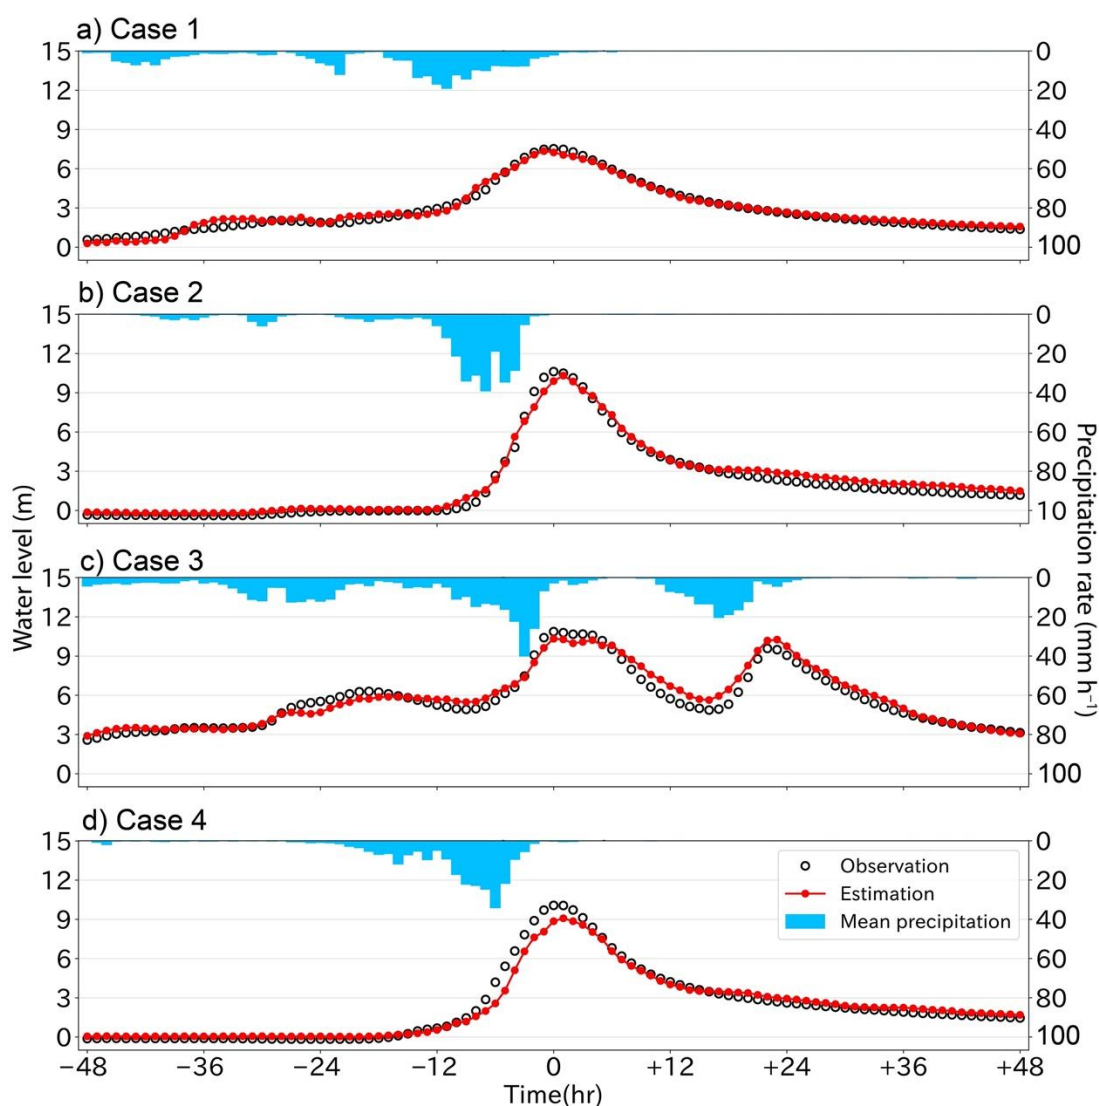 a) Case 1
15 0
12 20
9 40
6 60
3 80
0 100
b) Case 2
15 0
12 20
9 40
6 60
3 80
0 10
c) Case 3
15 0
12 20
9 40
6 60
3 80
0 100
d) Case 4
15 0
12 20
9 40
6 60
3 80
0 100
Observation
Estimation
Mean precipitation
−48 −36 −24 −12 0 +12 +24 +36 +48
Time(hr)
Water level (m)
Precipitation rate (mm h⁻¹)